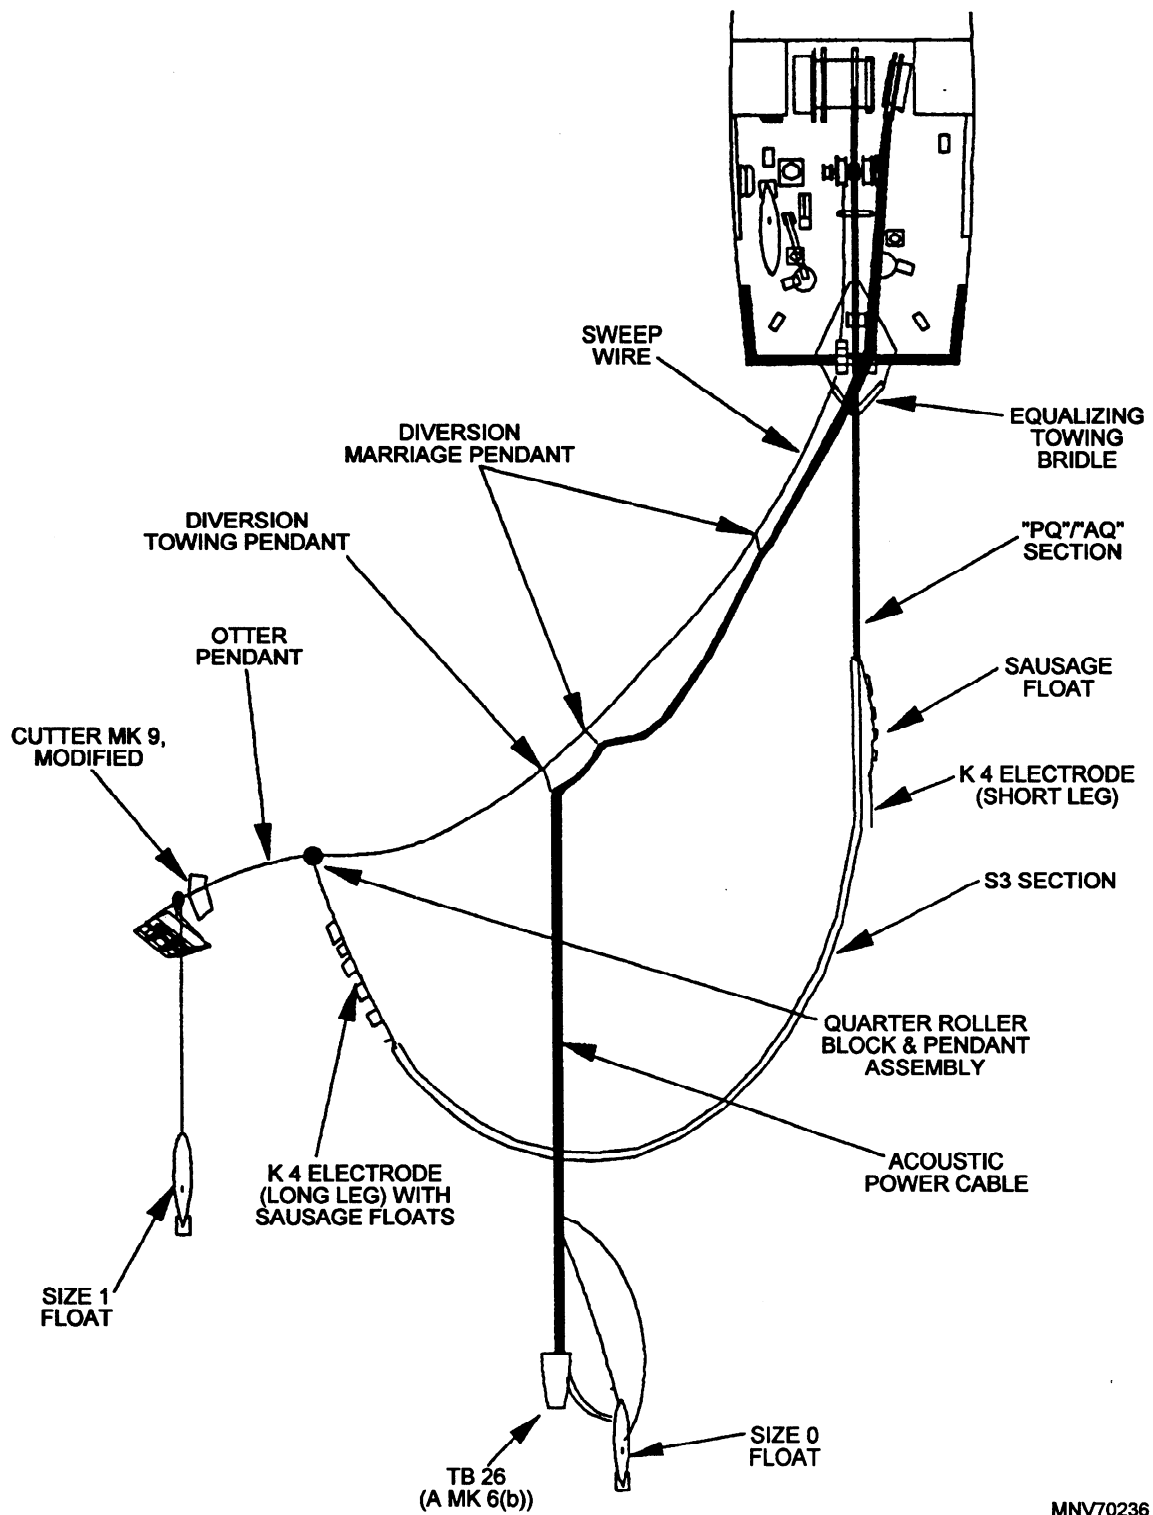 SWEEP
WIRE
EQUALIZING
TOWING
BRIDLE
DIVERSION
MARRIAGE PENDANT
DIVERSION
TOWING PENDANT
"PQ"/"AQ"
SECTION
OTTER
PENDANT
SAUSAGE
FLOAT
CUTTER MK 9,
MODIFIED
K 4 ELECTRODE
(SHORT LEG)
S3 SECTION
QUARTER ROLLER
BLOCK & PENDANT
ASSEMBLY
K 4 ELECTRODE
(LONG LEG) WITH
SAUSAGE FLOATS
ACOUSTIC
POWER CABLE
SIZE 1
FLOAT
SIZE 0
FLOAT
TB 26
(A MK 6(b))
MNV70236